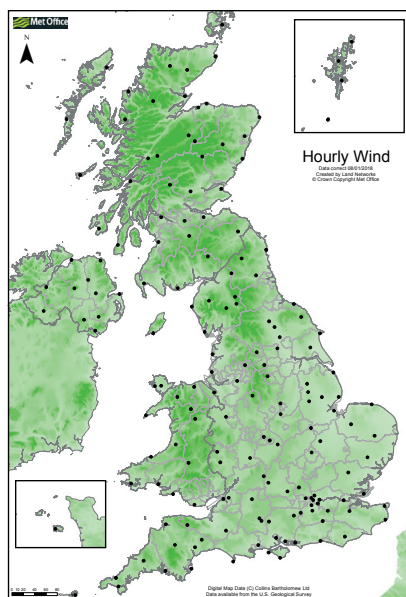 Met Office
N
Hourly Wind
Data correct 08/01/2018
Created by Land Networks
© Crown Copyright Met Office
Digital Map Data (C) Collins Bartholomew Ltd
Data available from the U.S. Geological Survey